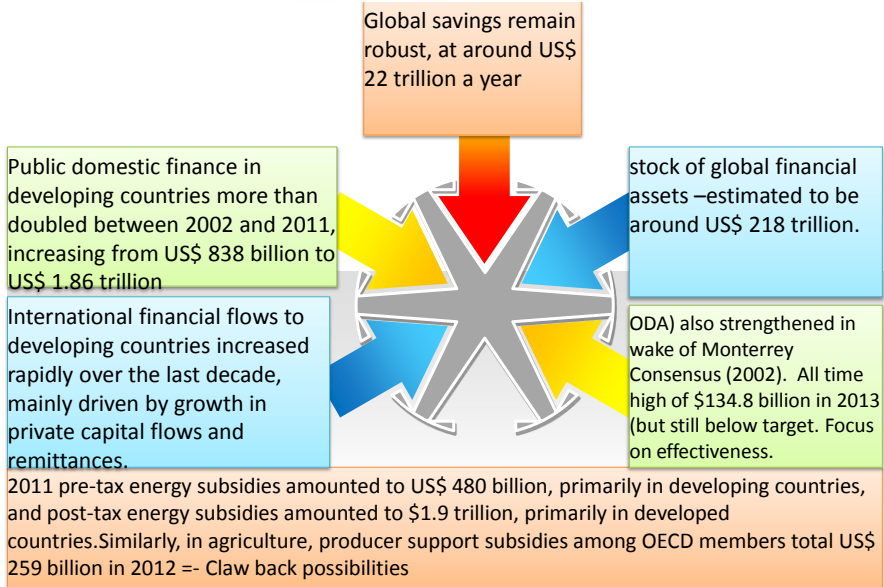 Global savings remain
robust, at around US$
22 trillion a year
Public domestic finance in
developing countries more than
doubled between 2002 and 2011,
increasing from US$ 838 billion to
US$ 1.86 trillion
stock of global financial
assets –estimated to be
around US$ 218 trillion.
International financial flows to
developing countries increased
rapidly over the last decade,
mainly driven by growth in
private capital flows and
remittances.
ODA) also strengthened in
wake of Monterrey
Consensus (2002).  All time
high of $134.8 billion in 2013
(but still below target. Focus
on effectiveness.
2011 pre-tax energy subsidies amounted to US$ 480 billion, primarily in developing countries,
and post-tax energy subsidies amounted to $1.9 trillion, primarily in developed
countries.Similarly, in agriculture, producer support subsidies among OECD members total US$
259 billion in 2012 =- Claw back possibilities